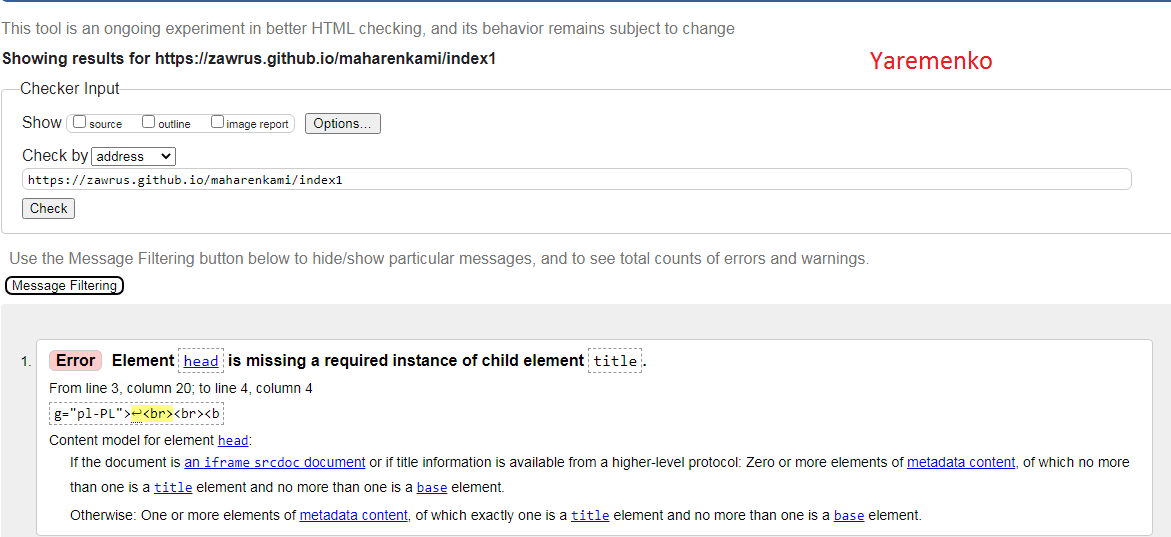 This tool is an ongoing experiment in better HTML checking, and its behavior remains subject to change
Showing results for https://zawrus.github.io/maharenkami/index1
Yaremenko
Checker Input
Show source outline image report Options...
Check by address
https://zawrus.github.io/maharenkami/index1
Check
Use the Message Filtering button below to hide/show particular messages, and to see total counts of errors and warnings.
Message Filtering
1. Error Element head is missing a required instance of child element title.
From line 3, column 20; to line 4, column 4
g="pl-PL">↩<br><br><b
Content model for element head:
If the document is an iframe srcdoc document or if title information is available from a higher-level protocol: Zero or more elements of metadata content, of which no more
than one is a title element and no more than one is a base element.
Otherwise: One or more elements of metadata content, of which exactly one is a title element and no more than one is a base element.